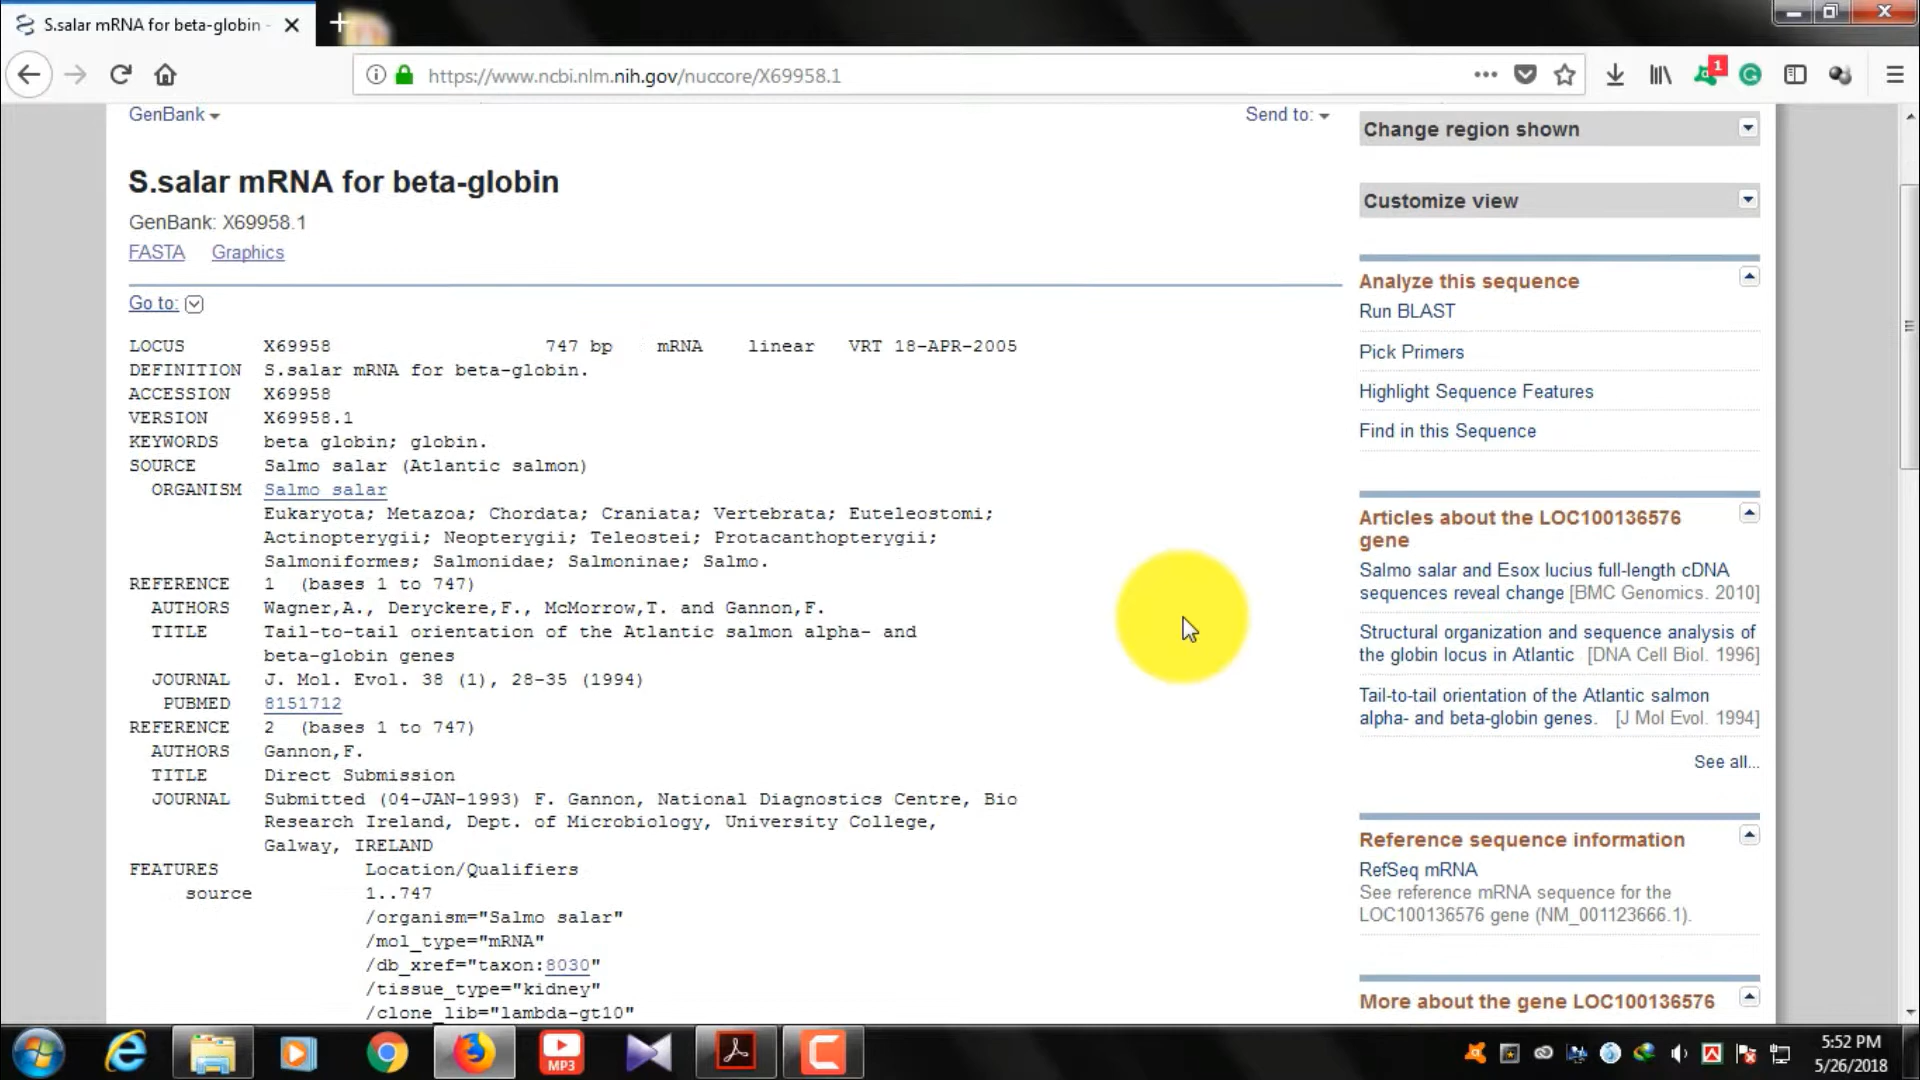 S.salar mRNA for beta-globin -
https://www.ncbi.nlm.nih.gov/nuccore/X69958.1
1
GenBank
Send to:
S.salar mRNA for beta-globin
GenBank: X69958.1
FASTA Graphics
Go to:
LOCUS X69958 747 bp mRNA linear VRT 18-APR-2005
DEFINITION S.salar mRNA for beta-globin.
ACCESSION X69958
VERSION X69958.1
KEYWORDS beta globin; globin.
SOURCE Salmo salar (Atlantic salmon)
ORGANISM Salmo salar
Eukaryota; Metazoa; Chordata; Craniata; Vertebrata; Euteleostomi;
Actinopterygii; Neopterygii; Teleostei; Protacanthopterygii;
Salmoniformes; Salmonidae; Salmoninae; Salmo.
REFERENCE 1 (bases 1 to 747)
AUTHORS Wagner,A., Deryckere,F., McMorrow,T. and Gannon,F.
TITLE Tail-to-tail orientation of the Atlantic salmon alpha- and
beta-globin genes
JOURNAL J. Mol. Evol. 38 (1), 28-35 (1994)
PUBMED 8151712
REFERENCE 2 (bases 1 to 747)
AUTHORS Gannon,F.
TITLE Direct Submission
JOURNAL Submitted (04-JAN-1993) F. Gannon, National Diagnostics Centre, Bio
Research Ireland, Dept. of Microbiology, University College,
Galway, IRELAND
FEATURES Location/Qualifiers
source 1..747
/organism="Salmo salar"
/mol_type="mRNA"
/db_xref="taxon:8030"
/tissue_type="kidney"
/clone_lib="lambda-gt10"
Change region shown
Customize view
Analyze this sequence
Run BLAST
Pick Primers
Highlight Sequence Features
Find in this Sequence
Articles about the LOC100136576
gene
Salmo salar and Esox lucius full-length cDNA
sequences reveal change [BMC Genomics. 2010]
Structural organization and sequence analysis of
the globin locus in Atlantic [DNA Cell Biol. 1996]
Tail-to-tail orientation of the Atlantic salmon
alpha- and beta-globin genes. [J Mol Evol. 1994]
See all...
Reference sequence information
RefSeq mRNA
See reference mRNA sequence for the
LOC100136576 gene (NM_001123666.1).
More about the gene LOC100136576
MP3
5:52 PM
5/26/2018